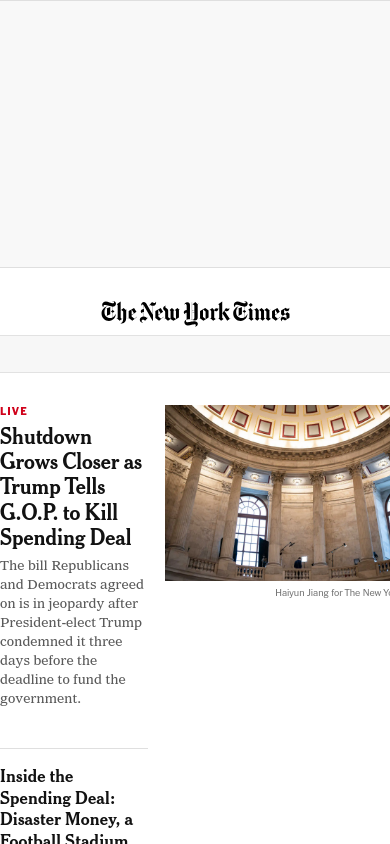 The New York Times
LIVE
Shutdown
Grows Closer as
Trump Tells
G.O.P. to Kill
Spending Deal
The bill Republicans
and Democrats agreed
on is in jeopardy after
President-elect Trump
condemned it three
days before the
deadline to fund the
government.
Haiyun Jiang for The New
Inside the
Spending Deal:
Disaster Money, a
Football Stadium